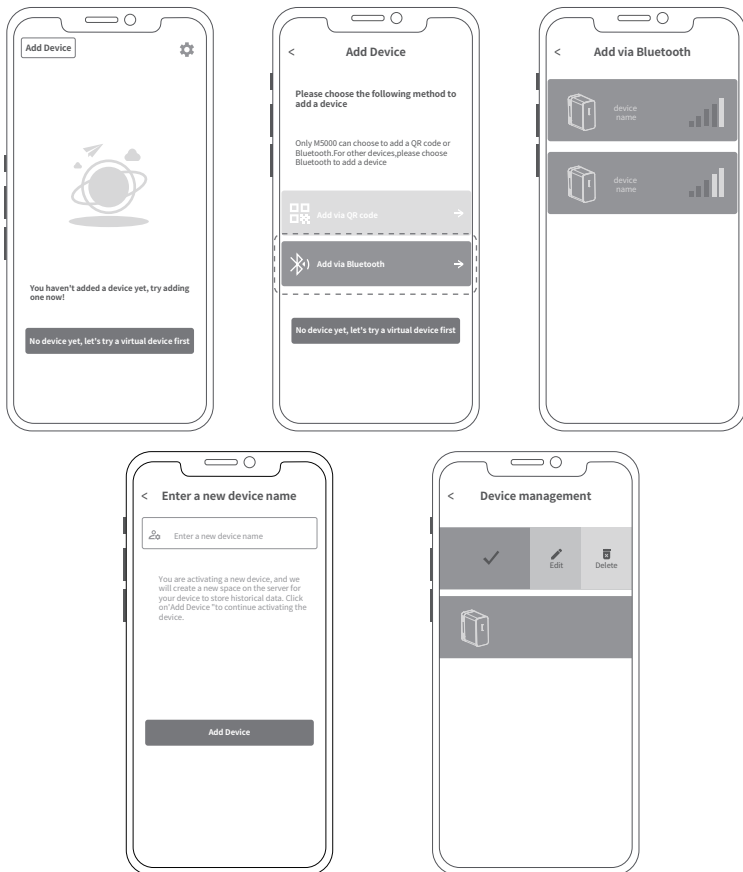 Add Device
You haven't added a device yet, try adding
one now!
No device yet, let's try a virtual device first
< Add Device
Please choose the following method to
add a device
Only M5000 can choose to add a QR code or
Bluetooth.For other devices,please choose
Bluetooth to add a device
Add via QR code
Add via Bluetooth
No device yet, let's try a virtual device first
< Add via Bluetooth
device
name
device
name
< Enter a new device name
Enter a new device name
You are activating a new device, and we
will create a new space on the server for
your device to store historical data. Click
on'Add Device "to continue activating the
device.
Add Device
< Device management
Edit
Delete